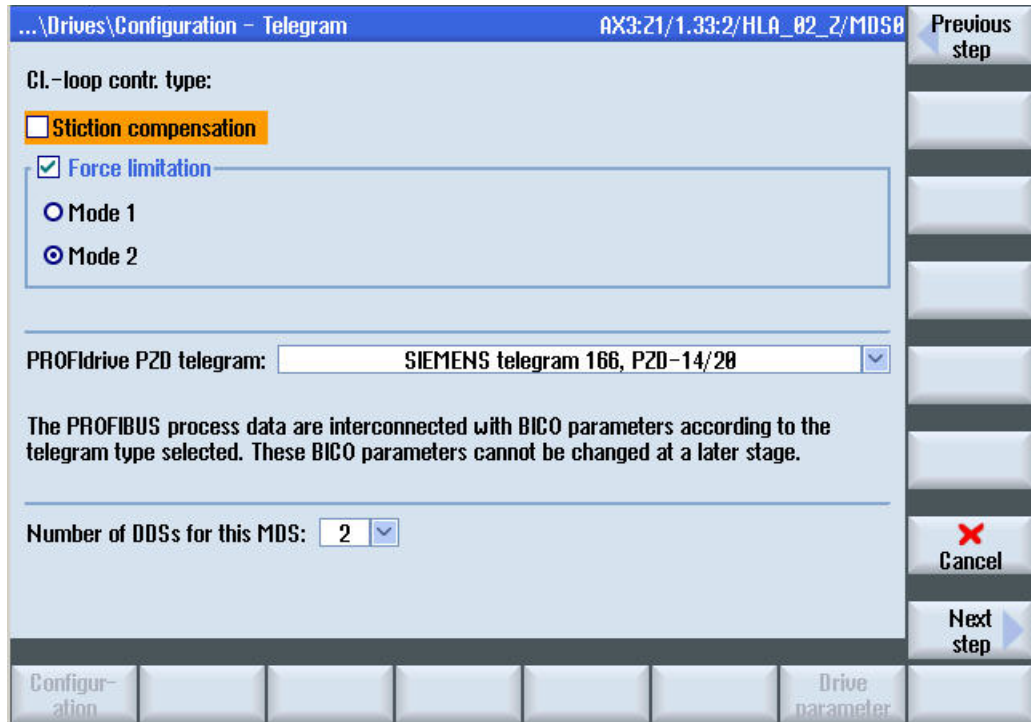 ...\Drives\Configuration - Telegram
AX3:Z1/1.33:2/HLA_02_Z/MDS0
Previous
step
Cl.-loop contr. type:
Stiction compensation
Force limitation
Mode 1
Mode 2
PROFIdrive PZD telegram:
SIEMENS telegram 166, PZD-14/20
The PROFIBUS process data are interconnected with BICO parameters according to the
telegram type selected. These BICO parameters cannot be changed at a later stage.
Number of DDSs for this MDS:
2
Cancel
Next
step
Configur-
ation
Drive
parameter